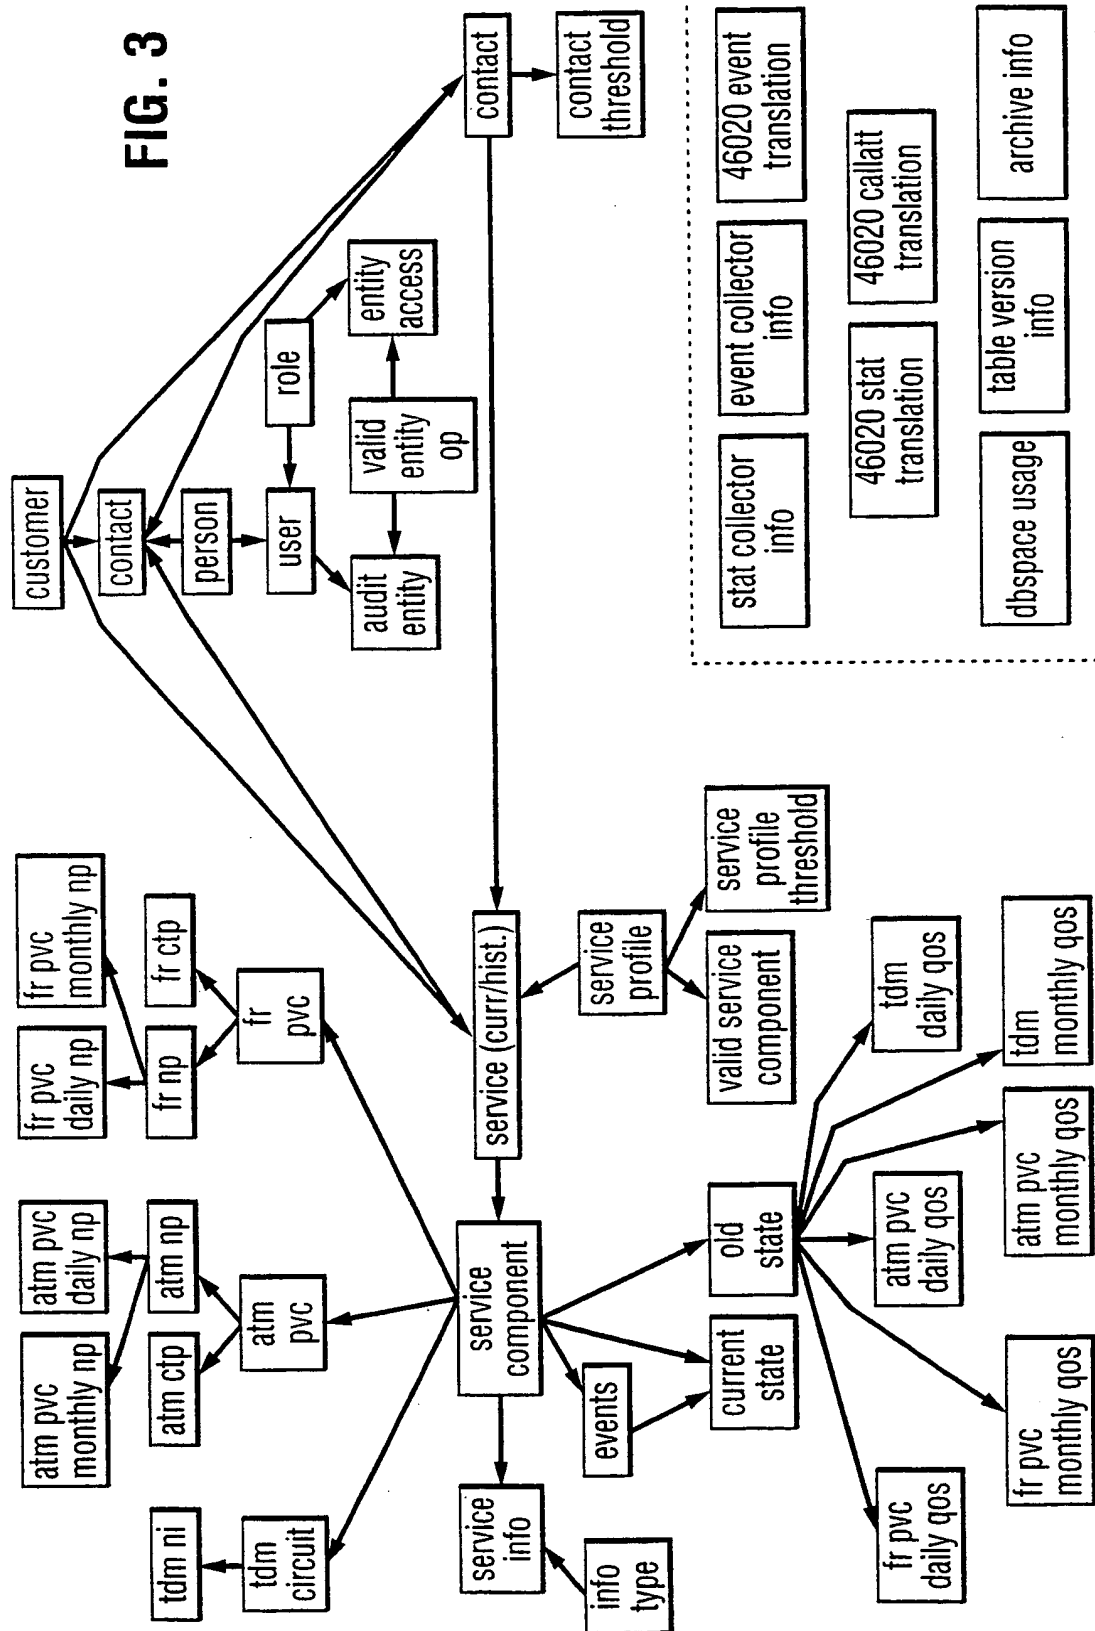 FIG. 3
customer
contact
person
user
role
audit
entity
valid
entity
op
entity
access
contact
contact
threshold
fr pvc
monthly np
fr pvc
daily np
fr ctp
fr np
fr
pvc
atm pvc
daily np
atm pvc
monthly np
atm np
atm ctp
atm
pvc
tdm ni
tdm
circuit
service (curr/hist.)
service
component
service
info
info
type
events
current
state
old
state
service
profile
service
profile
threshold
valid service
component
tdm
daily qos
tdm
monthly qos
atm pvc
daily qos
atm pvc
monthly qos
fr pvc
daily qos
fr pvc
monthly qos
stat collector
info
event collector
info
46020 event
translation
46020 stat
translation
46020 callatt
translation
dbspace usage
table version
info
archive info